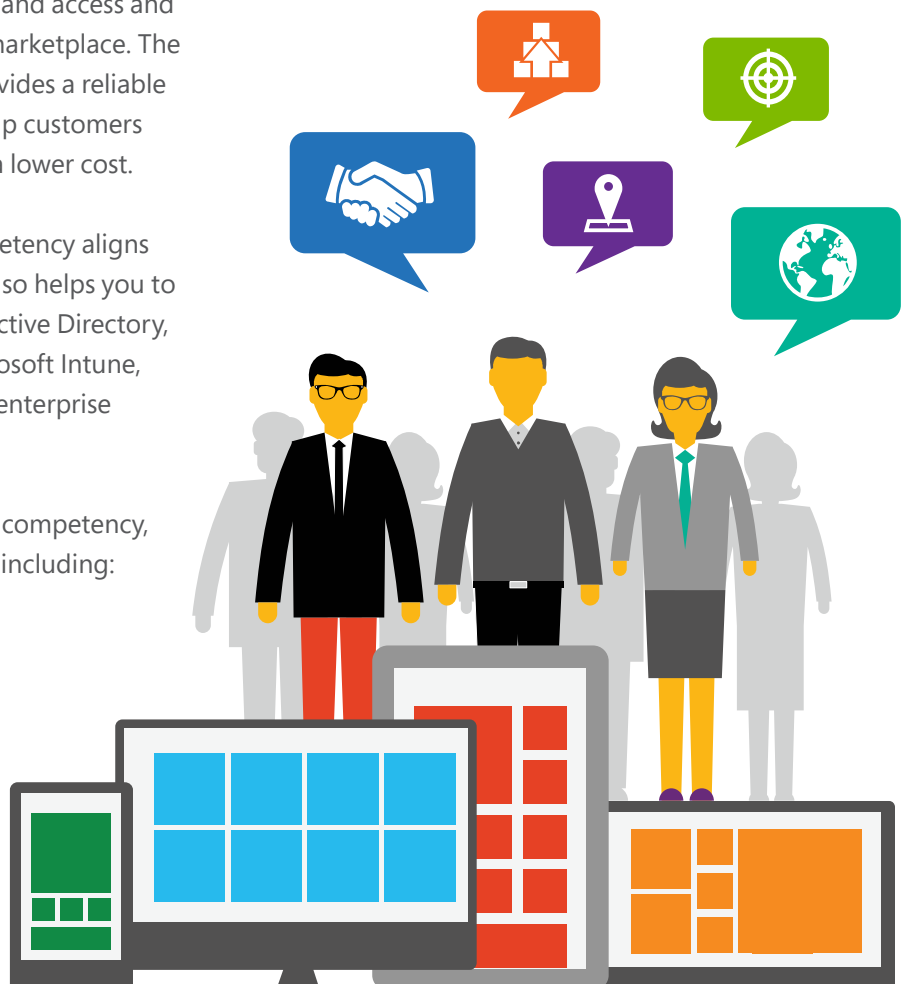 and access and
marketplace. The
vides a reliable
p customers
lower cost.
petency aligns
so helps you to
ctive Directory,
osoft Intune,
enterprise
competency,
including: